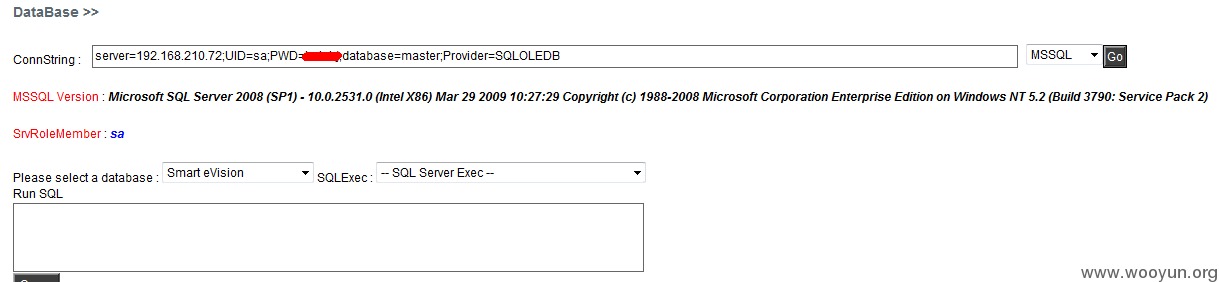 DataBase >>
ConnString : server=192.168.210.72;UID=sa;PWD= ;database=master;Provider=SQLOLEDB MSSQL Go
MSSQL Version : Microsoft SQL Server 2008 (SP1) - 10.0.2531.0 (Intel X86) Mar 29 2009 10:27:29 Copyright (c) 1988-2008 Microsoft Corporation Enterprise Edition on Windows NT 5.2 (Build 3790: Service Pack 2)
SrvRoleMember : sa
Please select a database : Smart eVision SQLExec : -- SQL Server Exec --
Run SQL
www.wooyun.org